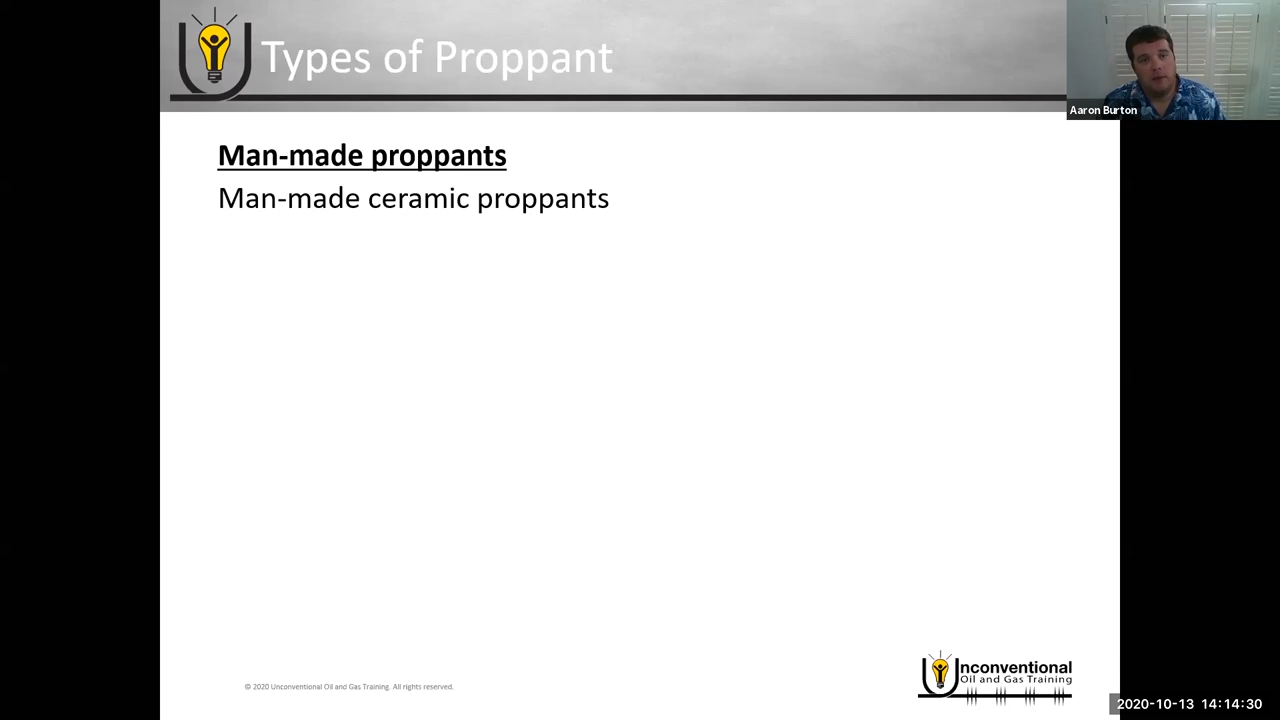 Types of Proppant
Aaron Burton
Man-made proppants
Man-made ceramic proppants
© 2020 Unconventional Oil and Gas Training. All rights reserved.
Unconventional
Oil and Gas Training
2020-10-13 14:14:30